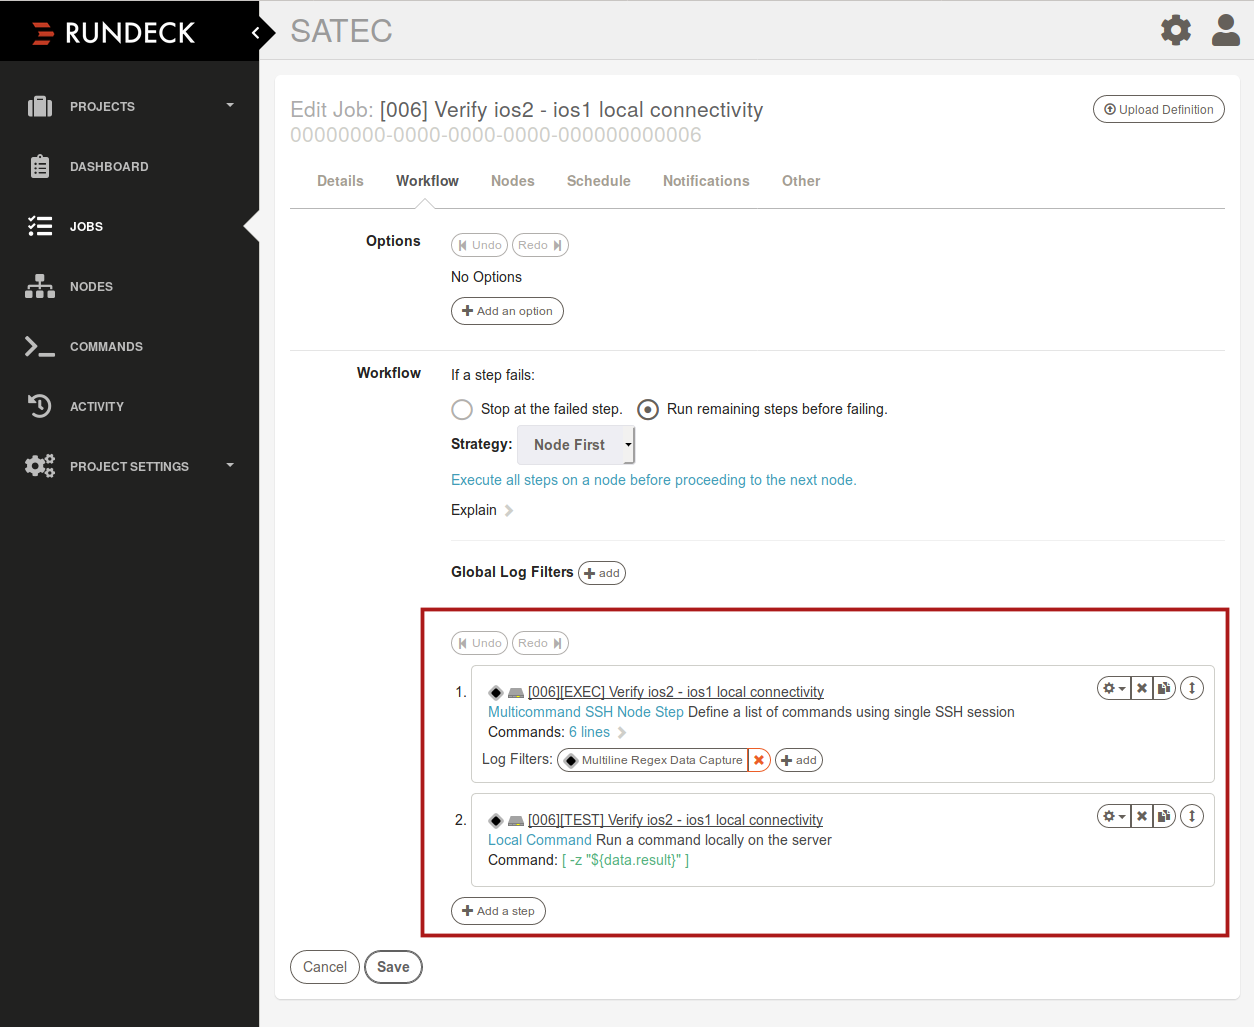 RUNDECK
SATEC
PROJECTS
DASHBOARD
JOBS
NODES
COMMANDS
ACTIVITY
PROJECT SETTINGS
Edit Job: [006] Verify ios2 - ios1 local connectivity
00000000-0000-0000-0000-000000000006
Upload Definition
Details Workflow Nodes Schedule Notifications Other
Options
Undo Redo
No Options
Add an option
Workflow
If a step fails:
Stop at the failed step. Run remaining steps before failing.
Strategy: Node First
Execute all steps on a node before proceeding to the next node.
Explain
Global Log Filters add
Undo Redo
1. [006][EXEC] Verify ios2 - ios1 local connectivity
Multicommand SSH Node Step Define a list of commands using single SSH session
Commands: 6 lines
Log Filters: Multiline Regex Data Capture add
2. [006][TEST] Verify ios2 - ios1 local connectivity
Local Command Run a command locally on the server
Command: [ -z "${data.result}" ]
Add a step
Cancel Save